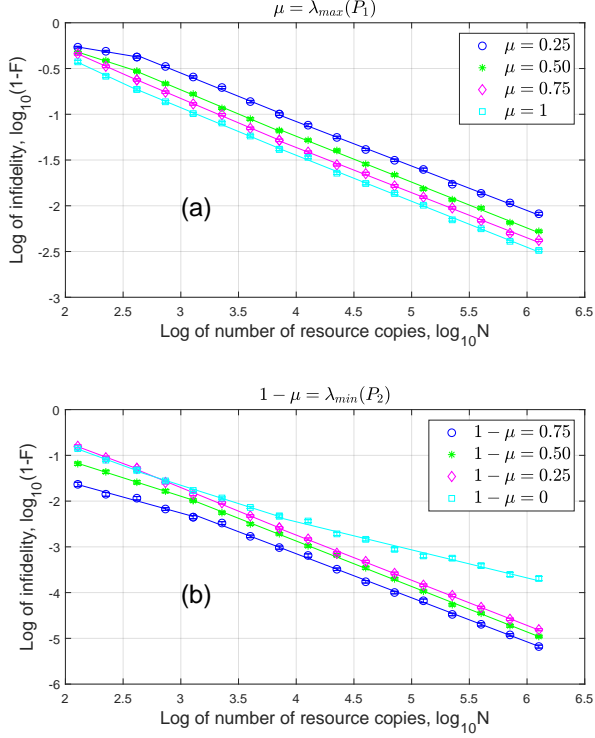 μ = λmax(P1)
0
-0.5
-1
-1.5
-2
-2.5
-3
Log of infidelity, log10(1-F)
μ = 0.25
μ = 0.50
μ = 0.75
μ = 1
(a)
2 2.5 3 3.5 4 4.5 5 5.5 6 6.5
Log of number of resource copies, log10N
1 − μ = λmin(P2)
0
-1
-2
-3
-4
-5
-6
Log of infidelity, log10(1-F)
1 − μ = 0.75
1 − μ = 0.50
1 − μ = 0.25
1 − μ = 0
(b)
2 2.5 3 3.5 4 4.5 5 5.5 6 6.5
Log of number of resource copies, log10N